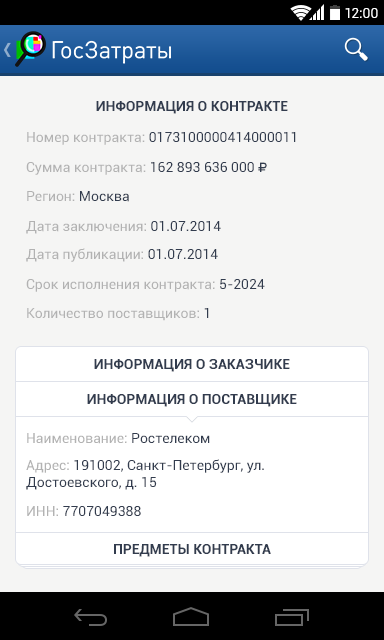 12:00
ГосЗатраты
ИНФОРМАЦИЯ О КОНТРАКТЕ
Номер контракта: 0173100000414000011
Сумма контракта: 162 893 636 000 ₽
Регион: Москва
Дата заключения: 01.07.2014
Дата публикации: 01.07.2014
Срок исполнения контракта: 5-2024
Количество поставщиков: 1
ИНФОРМАЦИЯ О ЗАКАЗЧИКЕ
ИНФОРМАЦИЯ О ПОСТАВЩИКЕ
Наименование: Ростелеком
Адрес: 191002, Санкт-Петербург, ул.
Достоевского, д. 15
ИНН: 7707049388
ПРЕДМЕТЫ КОНТРАКТА